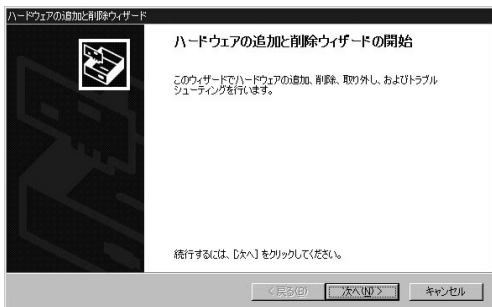 ハードウェアの追加と削除ウィザード
ハードウェアの追加と削除ウィザードの開始
このウィザードでハードウェアの追加、削除、取り外し、およびトラブル
シューティングを行います。
続行するには、[次へ] をクリックしてください。
< 戻る(B) 次へ(N) > キャンセル